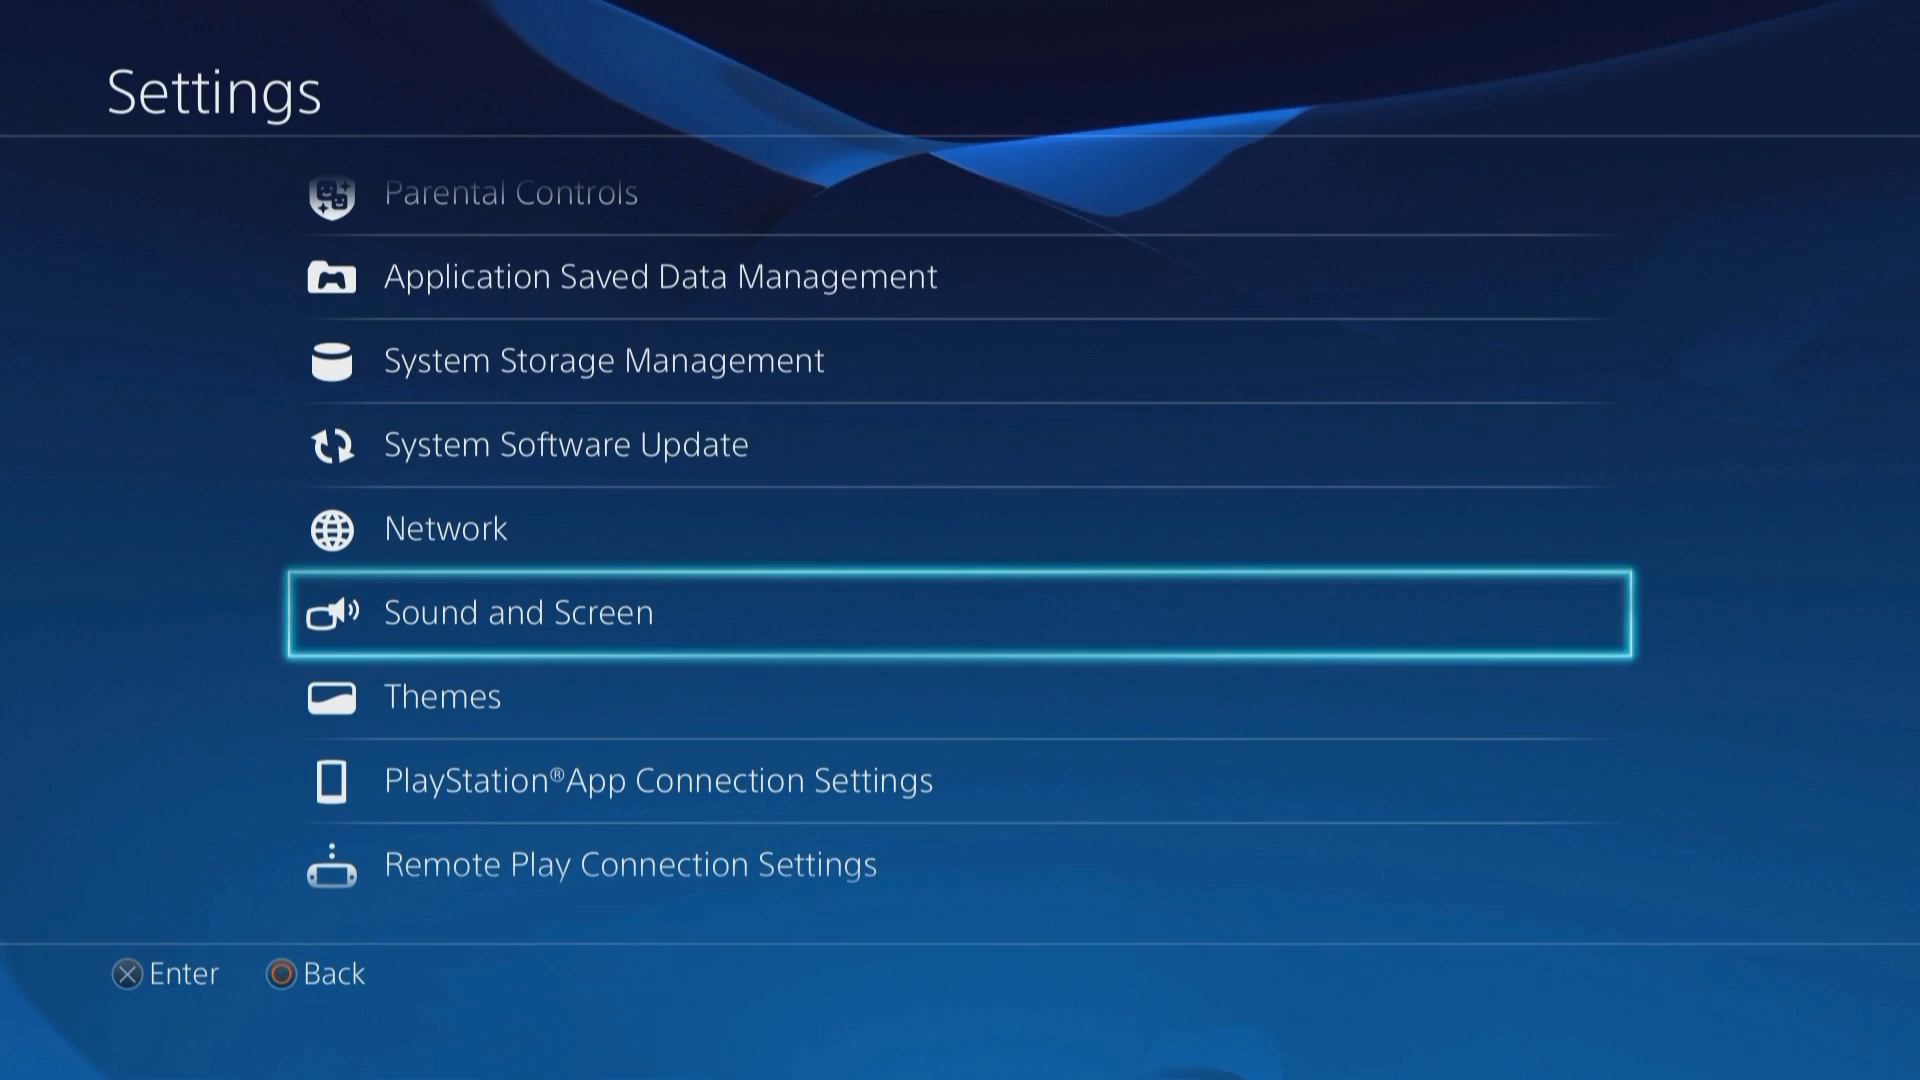 Settings
Parental Controls
Application Saved Data Management
System Storage Management
System Software Update
Network
Sound and Screen
Themes
PlayStation®App Connection Settings
Remote Play Connection Settings
Enter Back